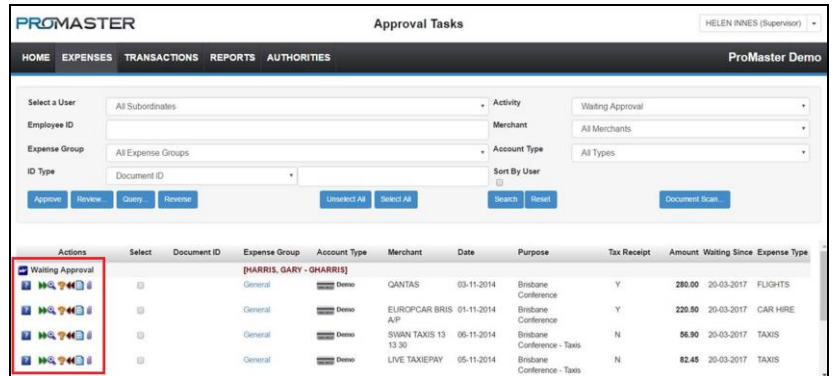 PROMASTER Approval Tasks HELEN INNES (Supervisor)
HOME EXPENSES TRANSACTIONS REPORTS AUTHORITIES ProMaster Demo
Select a User All Subordinates Activity Waiting Approval
Employee ID Merchant All Merchants
Expense Group All Expense Groups Account Type All Types
ID Type Document ID Sort By User
Approve Review... Query... Reverse Unselect All Select All Search Reset Document Scan...
Actions Select Document ID Expense Group Account Type Merchant Date Purpose Tax Receipt Amount Waiting Since Expense Type
Waiting Approval [HARRIS, GARY - GHARRIS]
General Demo QANTAS 03-11-2014 Brisbane Y 280.00 20-03-2017 FLIGHTS
Conference
General Demo EUROPCAR BRIS 01-11-2014 Brisbane Y 220.50 20-03-2017 CAR HIRE
A/P Conference
General Demo SWAN TAXIS 13 06-11-2014 Brisbane N 56.90 20-03-2017 TAXIS
13 30 Conference - Taxis
General Demo LIVE TAXIEPAY 05-11-2014 Brisbane N 82.45 20-03-2017 TAXIS
Conference - Taxis